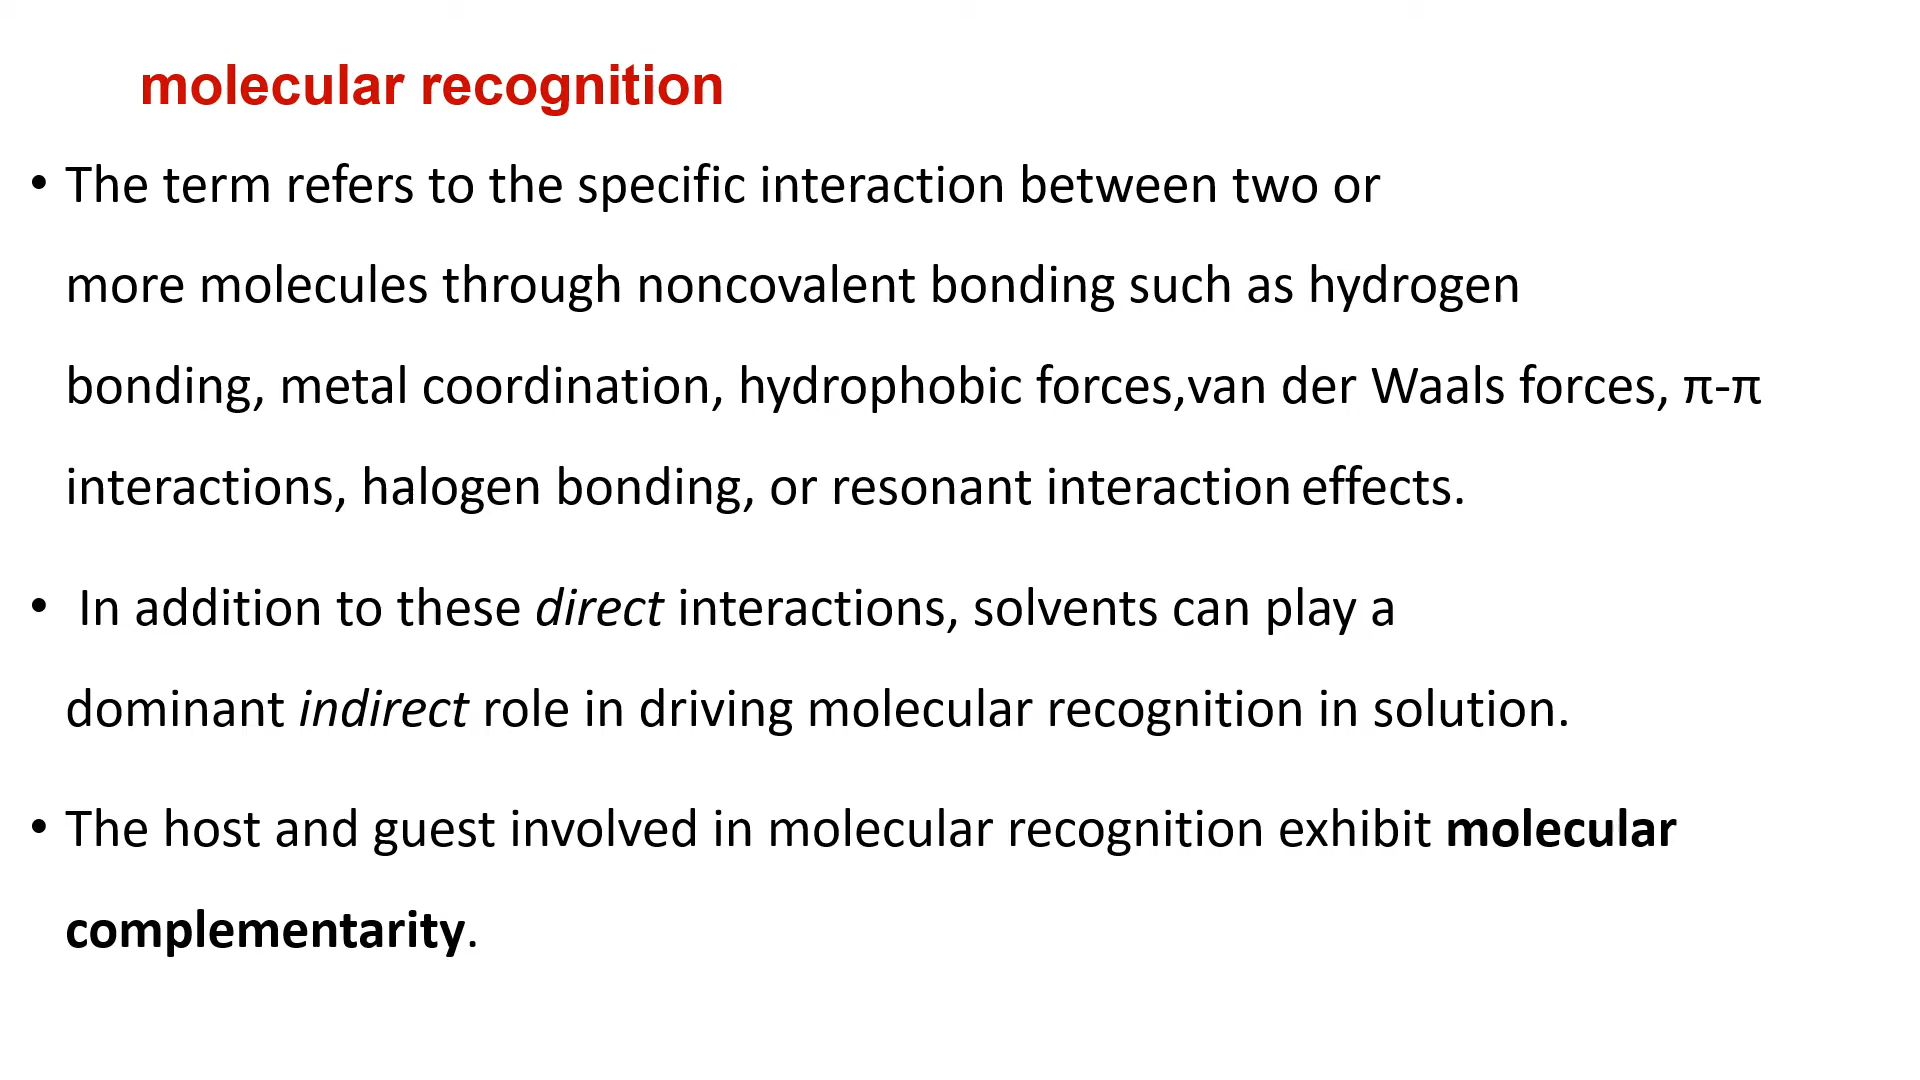 molecular recognition
• The term refers to the specific interaction between two or
more molecules through noncovalent bonding such as hydrogen
bonding, metal coordination, hydrophobic forces,van der Waals forces, π-π
interactions, halogen bonding, or resonant interaction effects.
• In addition to these direct interactions, solvents can play a
dominant indirect role in driving molecular recognition in solution.
• The host and guest involved in molecular recognition exhibit molecular
complementarity.